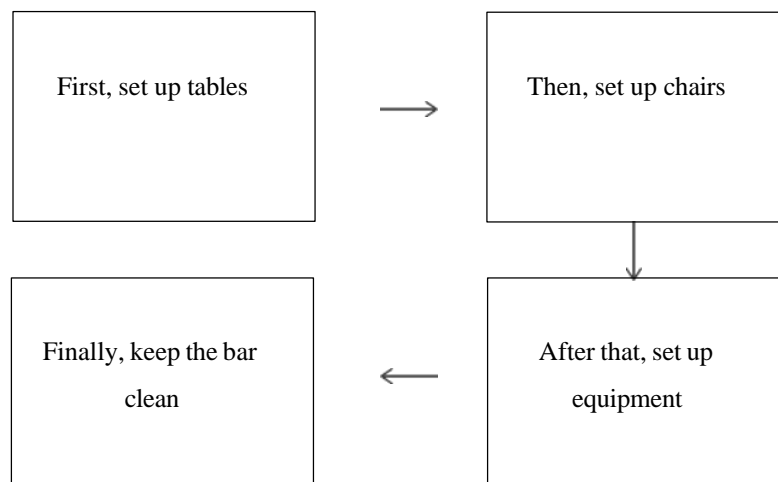 First, set up tables
Then, set up chairs
After that, set up
equipment
Finally, keep the bar
clean